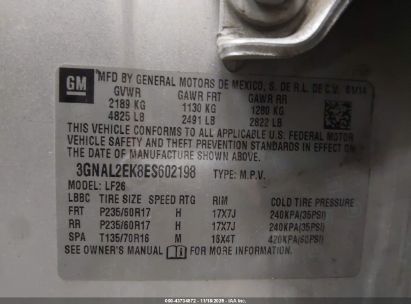 GM MFD BY GENERAL MOTORS DE MEXICO, S. DE R.L. DE C.V. 01/14
GVWR GAWR FRT GAWR RR
2189 KG 1130 KG 1280 KG
4825 LB 2491 LB 2822 LB
THIS VEHICLE CONFORMS TO ALL APPLICABLE U.S. FEDERAL MOTOR
VEHICLE SAFETY AND THEFT PREVENTION STANDARDS IN EFFECT
ON THE DATE OF MANUFACTURE SHOWN ABOVE.
3GNAL2EK8ES602198 TYPE: M.P.V.
MODEL: LF26
LBBC TIRE SIZE SPEED RTG RIM COLD TIRE PRESSURE
FRT P235/60R17 H 17X7J 240KPA(35PSI)
RR P235/60R17 H 17X7J 240KPA(35PSI)
SPA T135/70R16 M 16X4T 420KPA(60PSI)
SEE OWNER'S MANUAL FOR MORE INFORMATION.